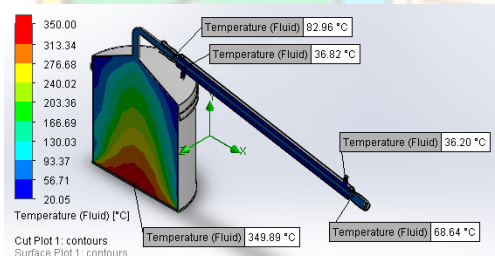 350.00
313.34
276.68
240.02
203.36
166.69
130.03
93.37
56.71
20.05
Temperature (Fluid) [°C]
Cut Plot 1: contours
Surface Plot 1: contours
Temperature (Fluid) 82.96 °C
Temperature (Fluid) 36.82 °C
Y
Z
X
Temperature (Fluid) 36.20 °C
Temperature (Fluid) 68.64 °C
Temperature (Fluid) 349.89 °C